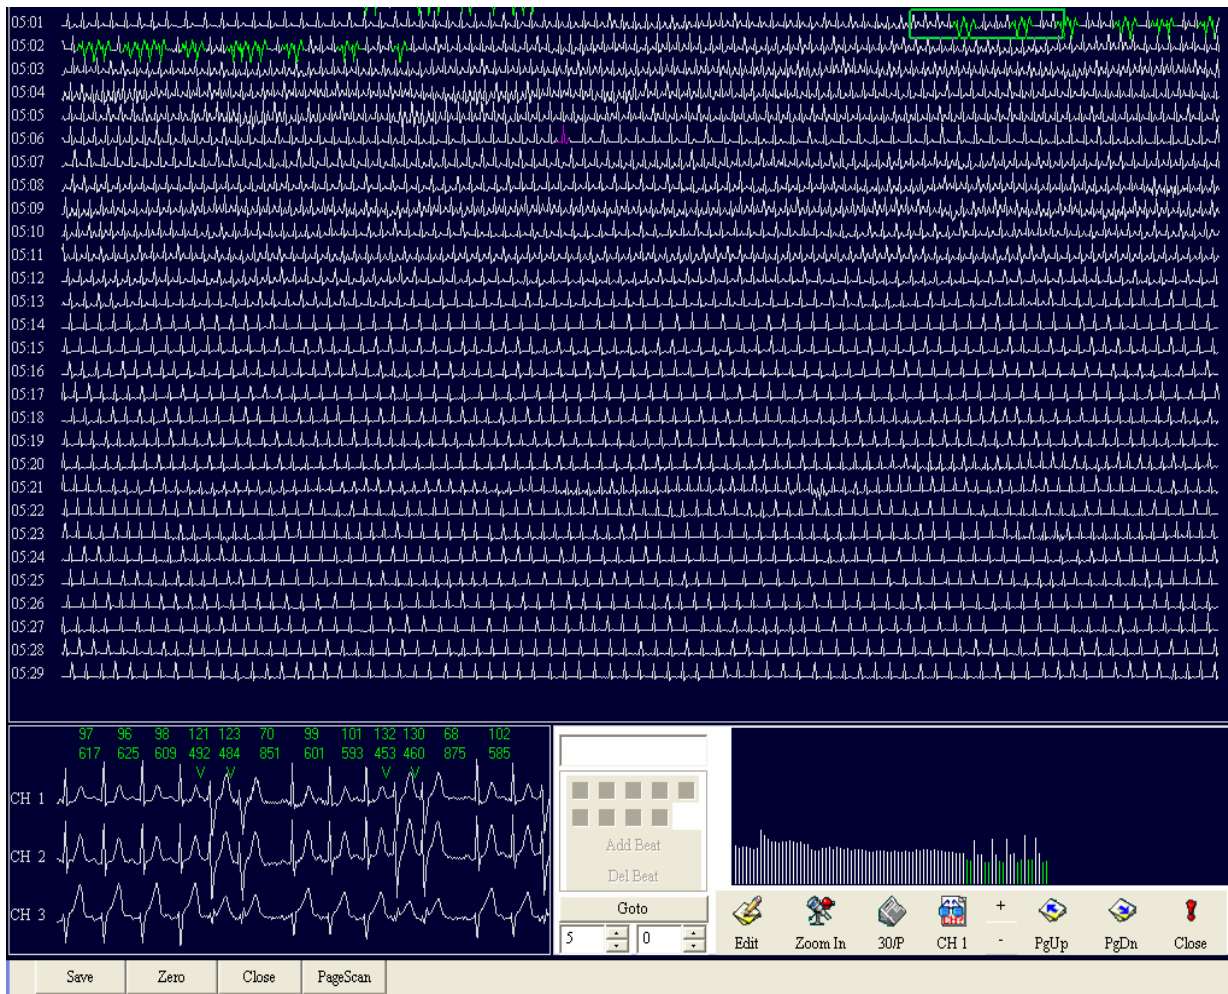 05:01
05:02
05:03
05:04
05:05
05:06
05:07
05:08
05:09
05:10
05:11
05:12
05:13
05:14
05:15
05:16
05:17
05:18
05:19
05:20
05:21
05:22
05:23
05:24
05:25
05:26
05:27
05:28
05:29
97 96 98 121 123 70 99 101 132 130 68 102
617 625 609 492 484 851 601 593 453 460 875 585
V V V V
CH 1
CH 2
CH 3
Add Beat
Del Beat
Goto
5 0
+
-
Edit Zoom In 30/P CH 1 PgUp PgDn Close
Save Zero Close PageScan